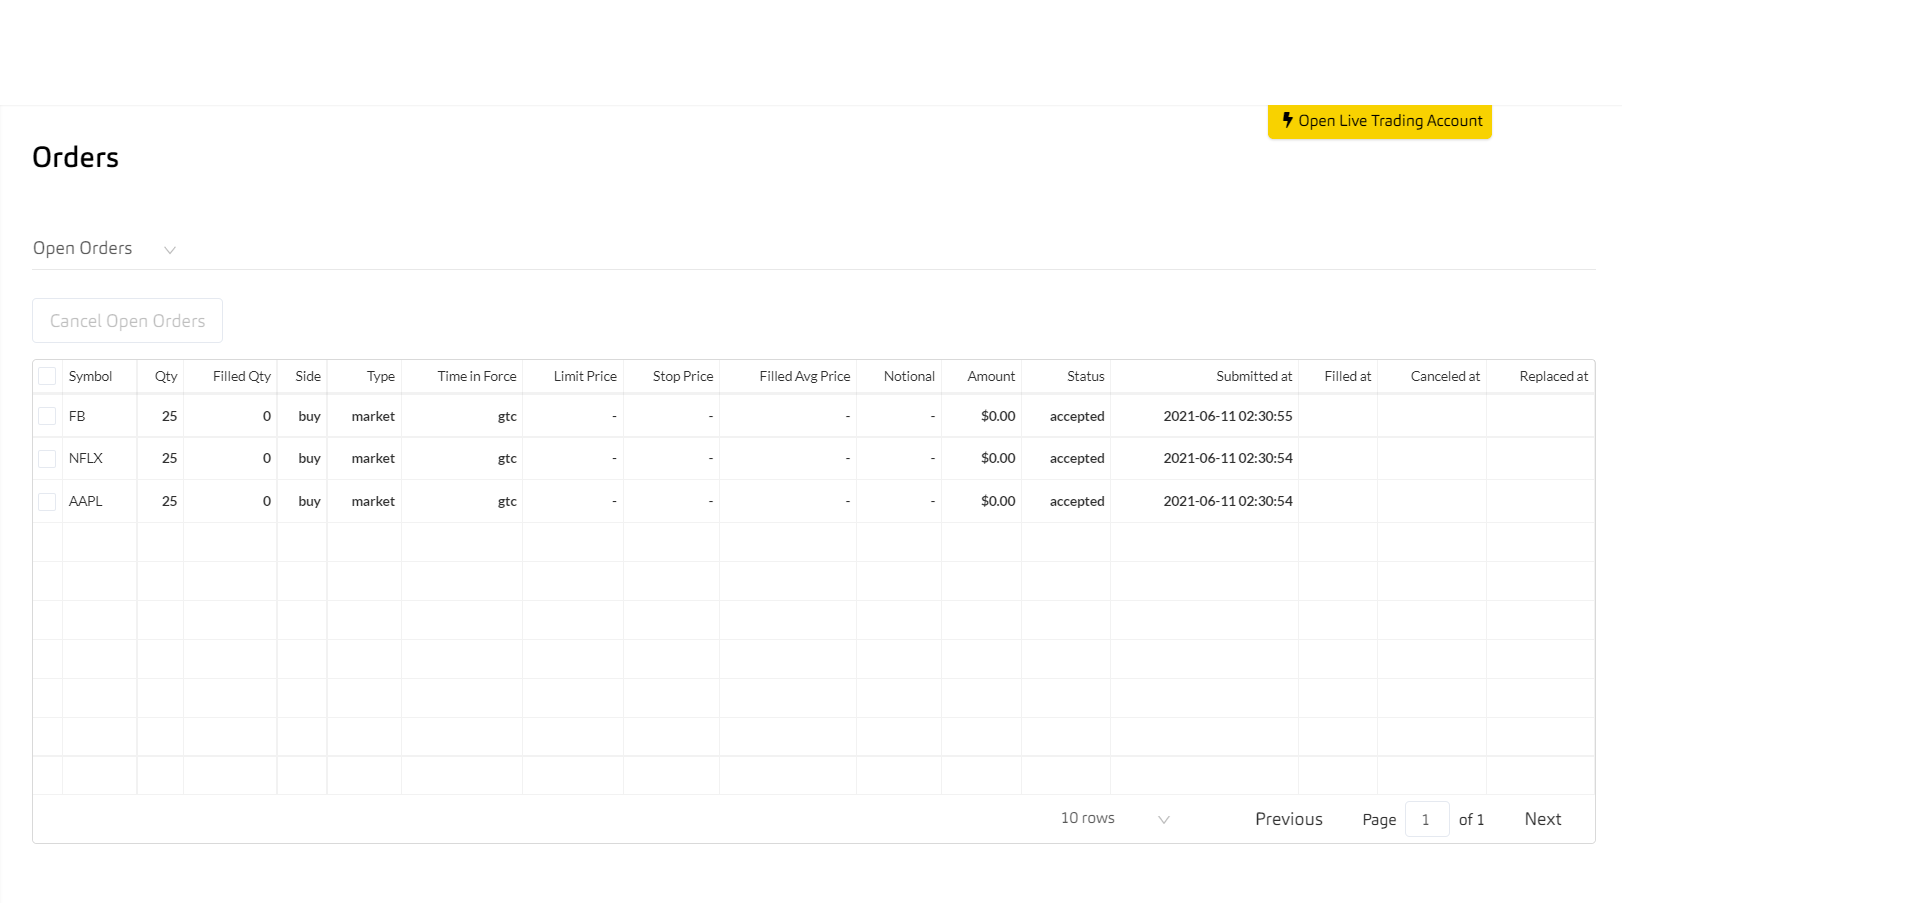 Open Live Trading Account
Orders
Open Orders
Cancel Open Orders
Symbol Qty Filled Qty Side Type Time in Force Limit Price Stop Price Filled Avg Price Notional Amount Status Submitted at Filled at Canceled at Replaced at
FB 25 0 buy market gtc - - - - $0.00 accepted 2021-06-11 02:30:55
NFLX 25 0 buy market gtc - - - - $0.00 accepted 2021-06-11 02:30:54
AAPL 25 0 buy market gtc - - - - $0.00 accepted 2021-06-11 02:30:54
10 rows Previous Page 1 of 1 Next